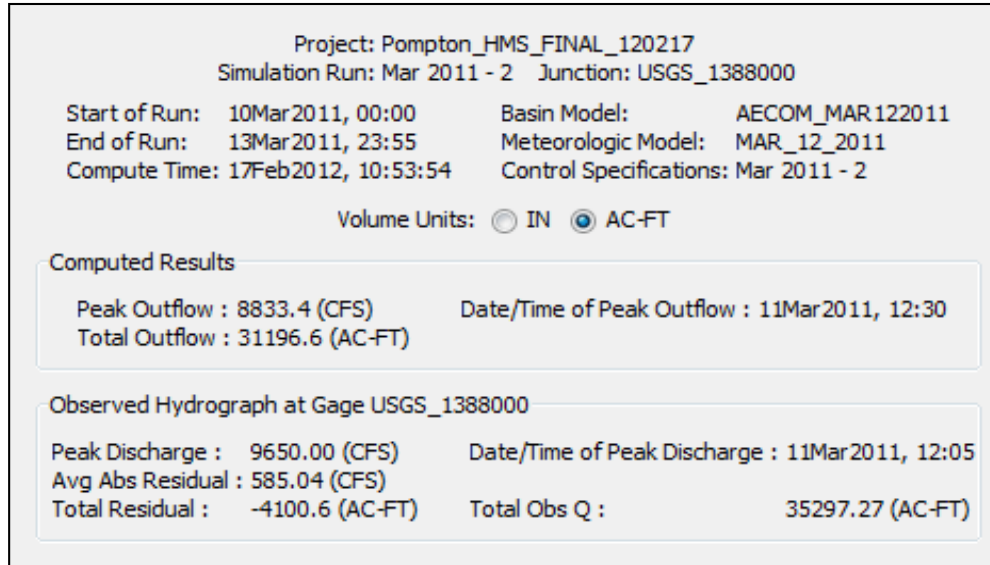 Project: Pompton_HMS_FINAL_120217
Simulation Run: Mar 2011 - 2 Junction: USGS_1388000
Start of Run: 10Mar2011, 00:00 Basin Model: AECOM_MAR122011
End of Run: 13Mar2011, 23:55 Meteorologic Model: MAR_12_2011
Compute Time: 17Feb2012, 10:53:54 Control Specifications: Mar 2011 - 2
Volume Units: IN AC-FT
Computed Results
Peak Outflow : 8833.4 (CFS) Date/Time of Peak Outflow : 11Mar2011, 12:30
Total Outflow : 31196.6 (AC-FT)
Observed Hydrograph at Gage USGS_1388000
Peak Discharge : 9650.00 (CFS) Date/Time of Peak Discharge : 11Mar2011, 12:05
Avg Abs Residual : 585.04 (CFS)
Total Residual : -4100.6 (AC-FT) Total Obs Q : 35297.27 (AC-FT)